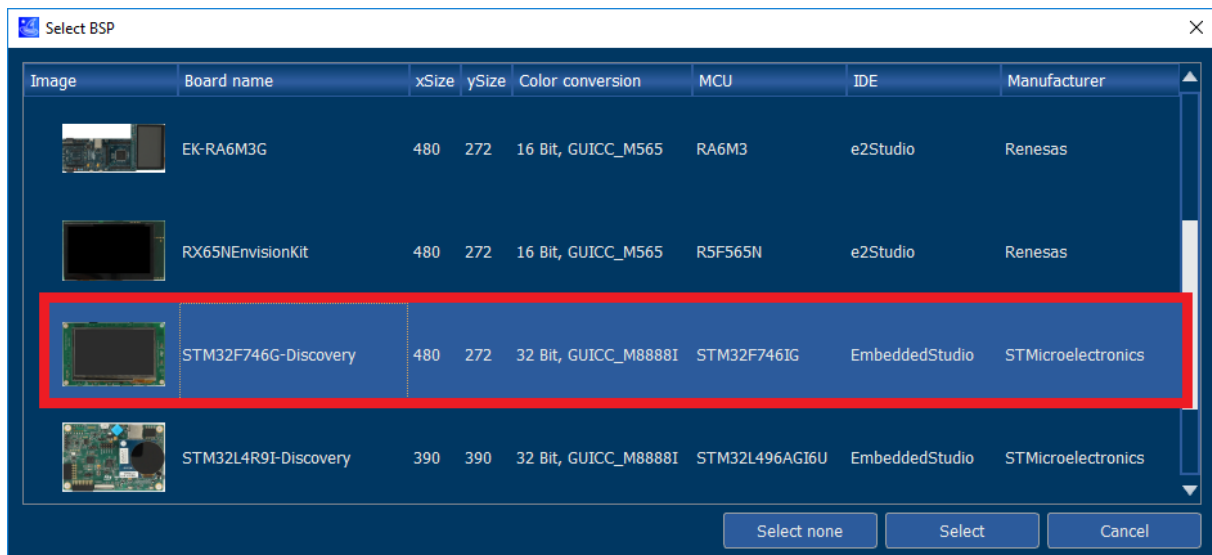 Select BSP
Image Board name xSize ySize Color conversion MCU IDE Manufacturer
EK-RA6M3G 480 272 16 Bit, GUICC_M565 RA6M3 e2Studio Renesas
RX65NEnvisionKit 480 272 16 Bit, GUICC_M565 R5F565N e2Studio Renesas
STM32F746G-Discovery 480 272 32 Bit, GUICC_M8888I STM32F746IG EmbeddedStudio STMicroelectronics
STM32L4R9I-Discovery 390 390 32 Bit, GUICC_M8888I STM32L496AGI6U EmbeddedStudio STMicroelectronics
Select none Select Cancel